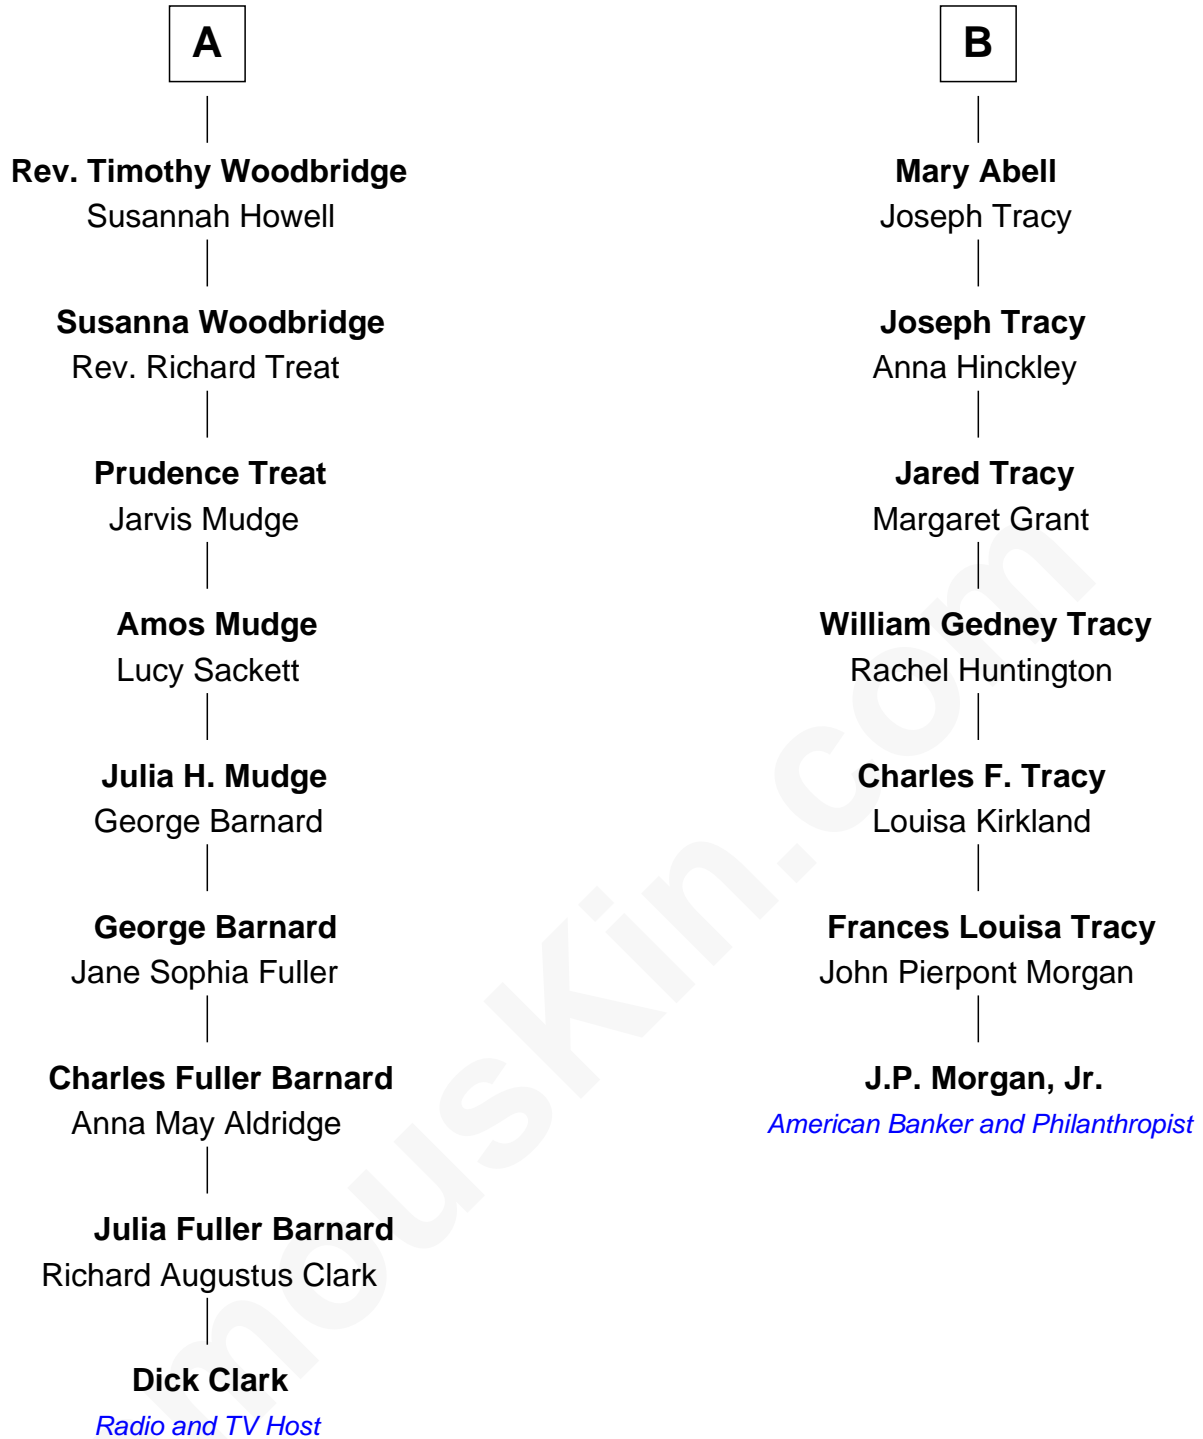 A
Rev. Timothy Woodbridge
Susannah Howell
Susanna Woodbridge
Rev. Richard Treat
Prudence Treat
Jarvis Mudge
Amos Mudge
Lucy Sackett
Julia H. Mudge
George Barnard
George Barnard
Jane Sophia Fuller
Charles Fuller Barnard
Anna May Aldridge
Julia Fuller Barnard
Richard Augustus Clark
Dick Clark
Radio and TV Host
B
Mary Abell
Joseph Tracy
Joseph Tracy
Anna Hinckley
Jared Tracy
Margaret Grant
William Gedney Tracy
Rachel Huntington
Charles F. Tracy
Louisa Kirkland
Frances Louisa Tracy
John Pierpont Morgan
J.P. Morgan, Jr.
American Banker and Philanthropist
mousKin.com